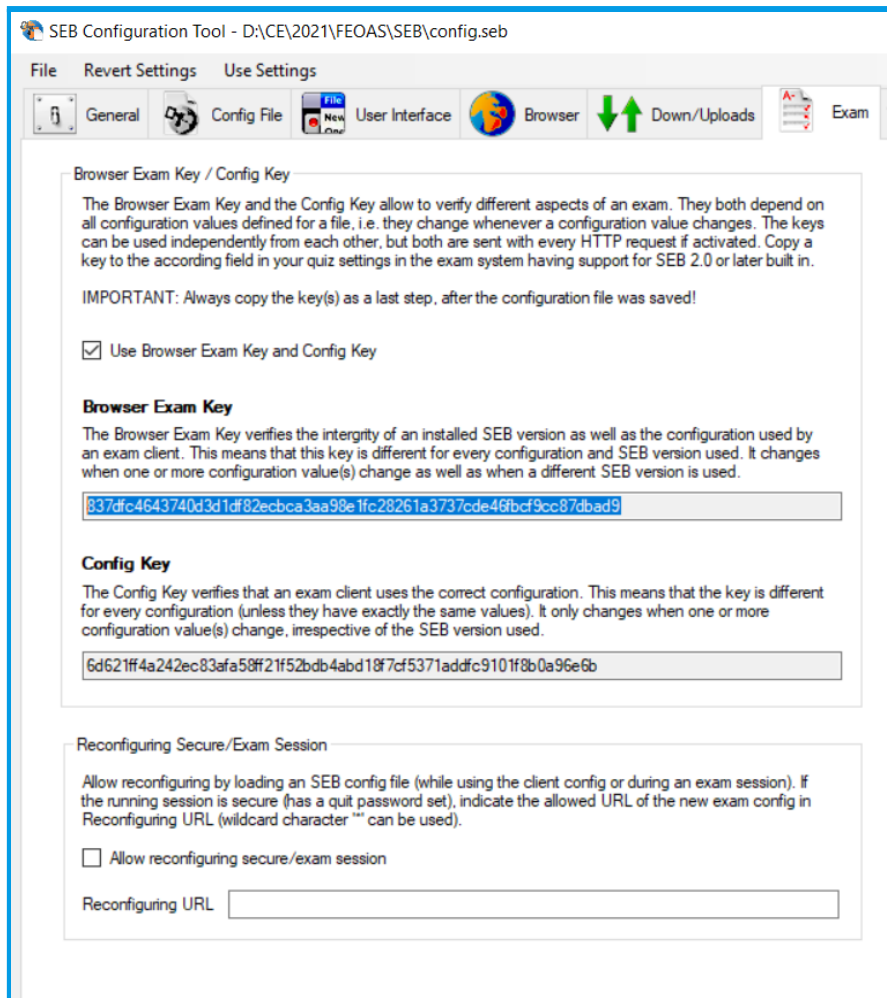 SEB Configuration Tool - D:\CE\2021\FEOAS\SEB\config.seb
File Revert Settings Use Settings
General Config File User Interface Browser Down/Uploads Exam
Browser Exam Key / Config Key
The Browser Exam Key and the Config Key allow to verify different aspects of an exam. They both depend on
all configuration values defined for a file, i.e. they change whenever a configuration value changes. The keys
can be used independently from each other, but both are sent with every HTTP request if activated. Copy a
key to the according field in your quiz settings in the exam system having support for SEB 2.0 or later built in.
IMPORTANT: Always copy the key(s) as a last step, after the configuration file was saved!
Use Browser Exam Key and Config Key
Browser Exam Key
The Browser Exam Key verifies the intergrity of an installed SEB version as well as the configuration used by
an exam client. This means that this key is different for every configuration and SEB version used. It changes
when one or more configuration value(s) change as well as when a different SEB version is used.
837dfc4643740d3d1df82ecbca3aa98e1fc28261a3737cde46fbcf9cc87dbad9
Config Key
The Config Key verifies that an exam client uses the correct configuration. This means that the key is different
for every configuration (unless they have exactly the same values). It only changes when one or more
configuration value(s) change, irrespective of the SEB version used.
6d621ff4a242ec83afa58ff21f52bdb4abd18f7cf5371addfc9101f8b0a96e6b
Reconfiguring Secure/Exam Session
Allow reconfiguring by loading an SEB config file (while using the client config or during an exam session). If
the running session is secure (has a quit password set), indicate the allowed URL of the new exam config in
Reconfiguring URL (wildcard character '*' can be used).
Allow reconfiguring secure/exam session
Reconfiguring URL